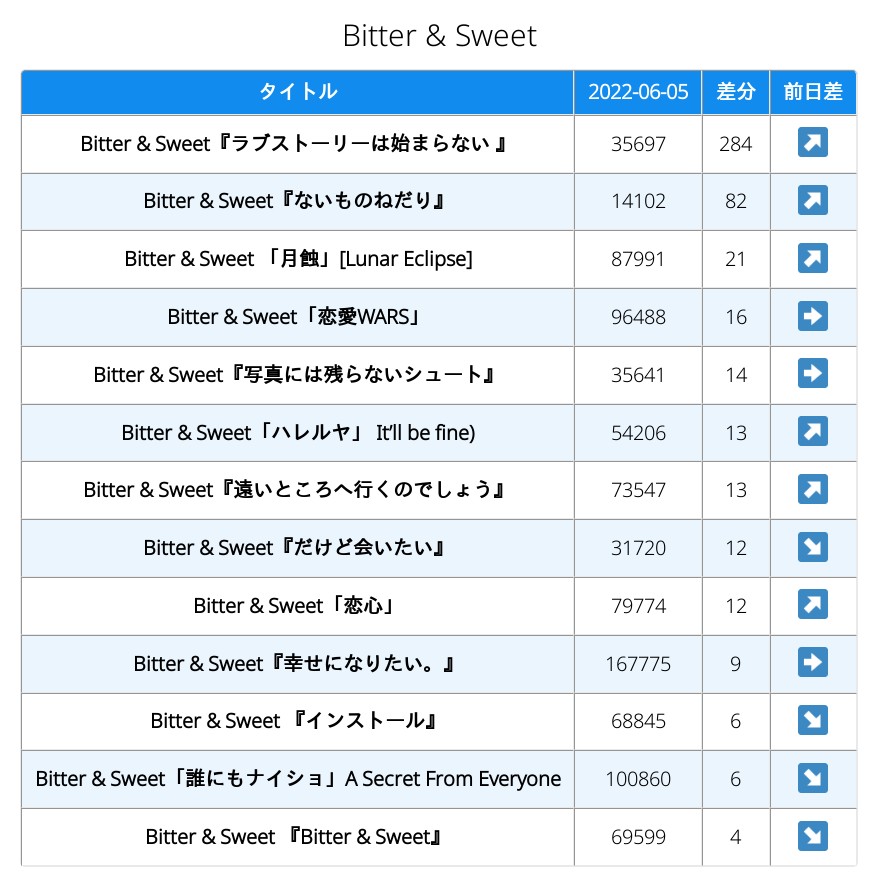 Bitter & Sweet
タイトル 2022-06-05 差分 前日差
Bitter & Sweet『ラブストーリーは始まらない 』 35697 284 ↗
Bitter & Sweet『ないものねだり』 14102 82 ↗
Bitter & Sweet 「月蝕」[Lunar Eclipse] 87991 21 ↗
Bitter & Sweet「恋愛WARS」 96488 16 ➡
Bitter & Sweet『写真には残らないシュート』 35641 14 ➡
Bitter & Sweet「ハレルヤ」 It’ll be fine) 54206 13 ↗
Bitter & Sweet『遠いところへ行くのでしょう』 73547 13 ↗
Bitter & Sweet『だけど会いたい』 31720 12 ↘
Bitter & Sweet「恋心」 79774 12 ↗
Bitter & Sweet『幸せになりたい。』 167775 9 ➡
Bitter & Sweet 『インストール』 68845 6 ↘
Bitter & Sweet「誰にもナイショ」A Secret From Everyone 100860 6 ↘
Bitter & Sweet 『Bitter & Sweet』 69599 4 ↘